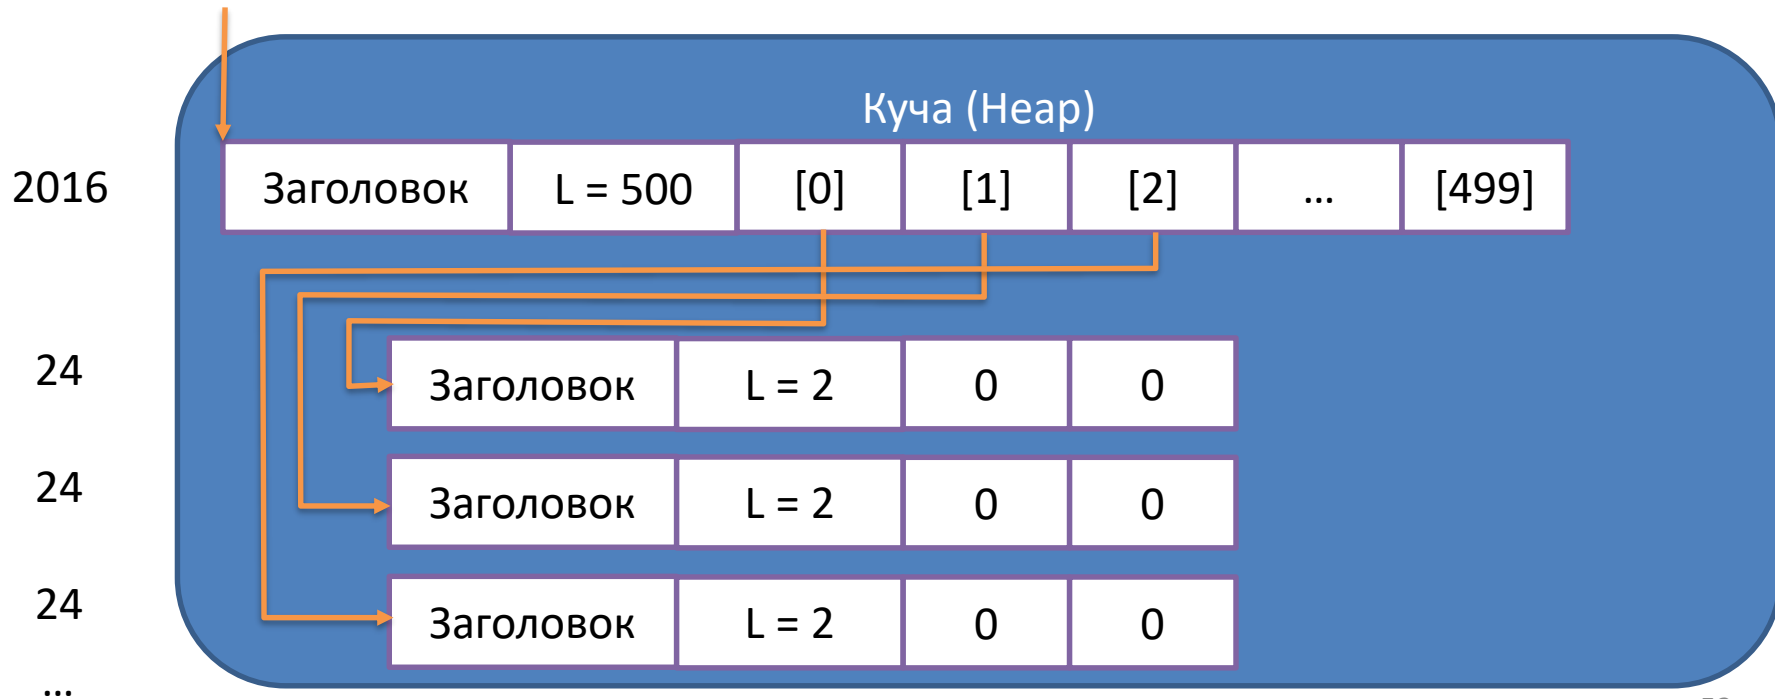 Куча (Heap)
2016 Заголовок L = 500 [0] [1] [2] ... [499]
24 Заголовок L = 2 0 0
24 Заголовок L = 2 0 0
24 Заголовок L = 2 0 0
...